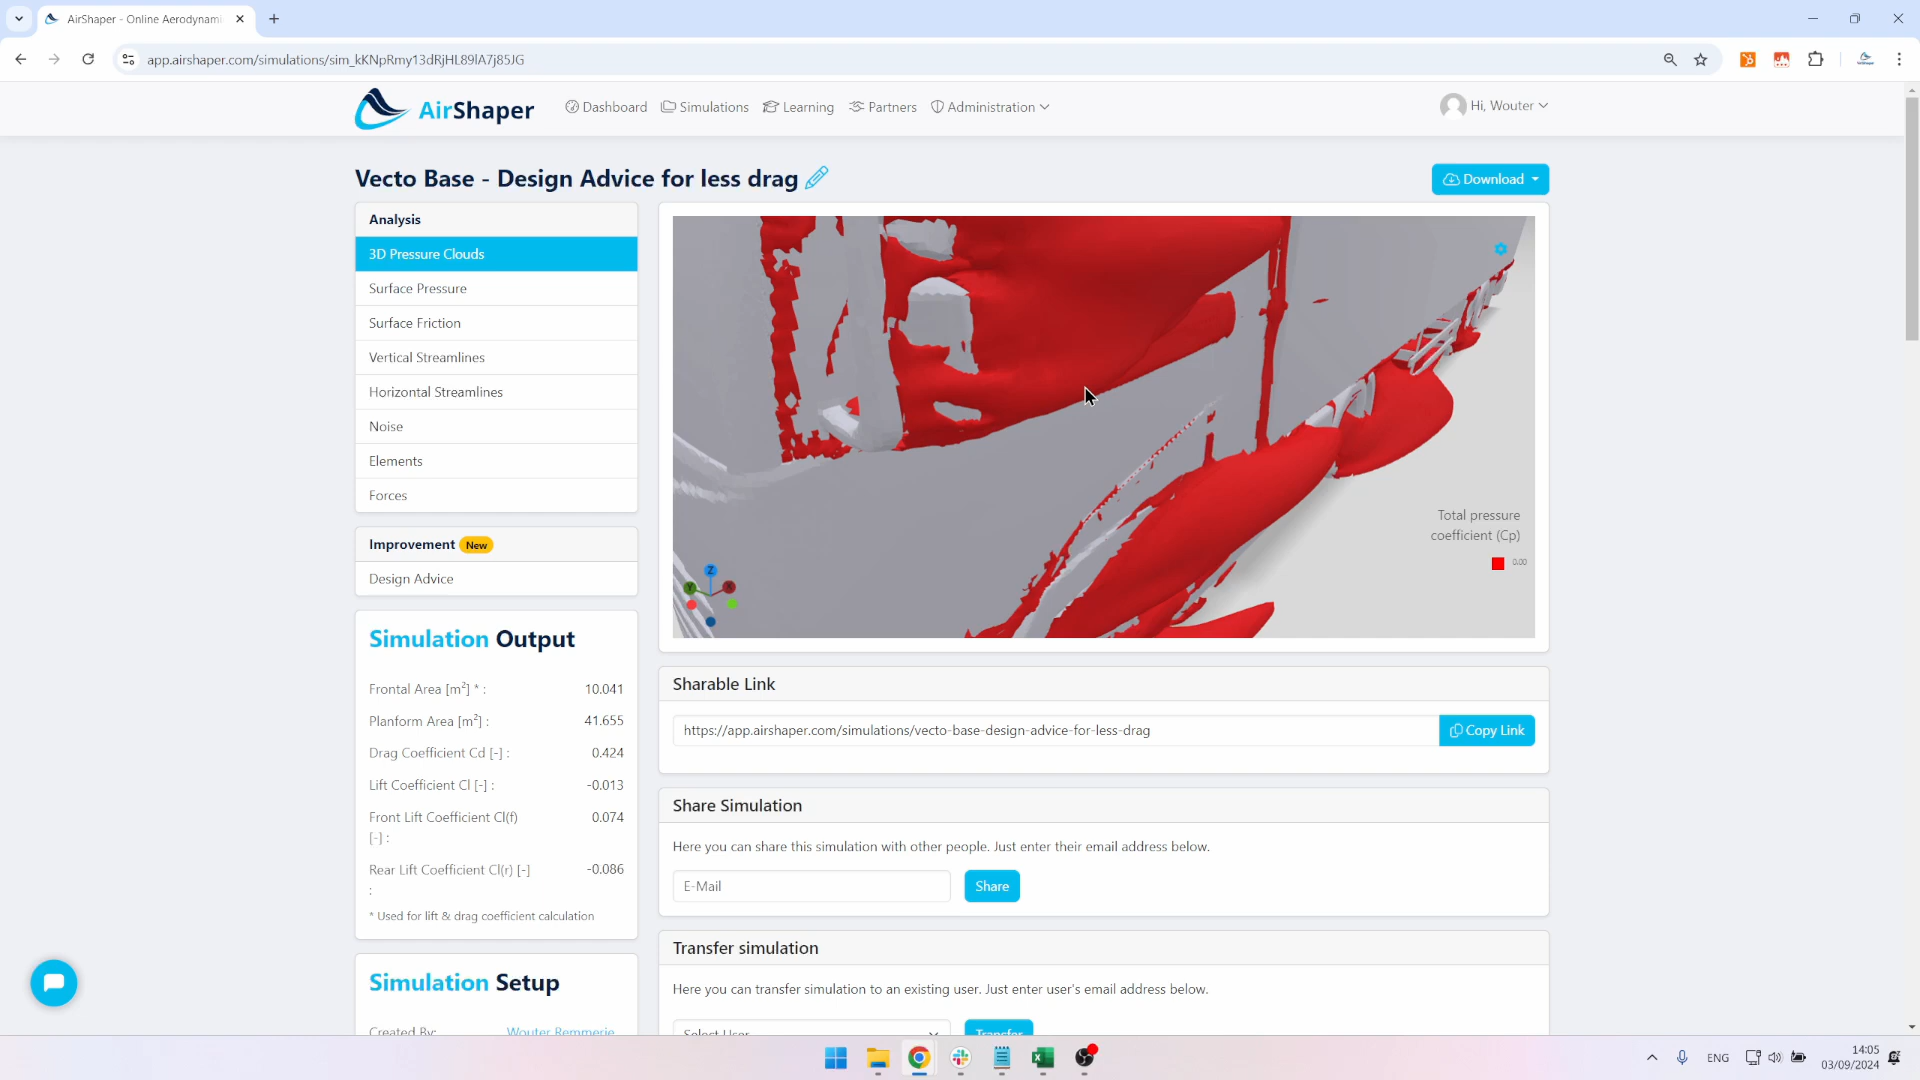 AirShaper - Online Aerodynami
app.airshaper.com/simulations/sim_kKNpRmy13dRjHL89lA7j85JG
AirShaper
Dashboard
Simulations
Learning
Partners
Administration
Hi, Wouter
Vecto Base - Design Advice for less drag
Download
Analysis
3D Pressure Clouds
Surface Pressure
Surface Friction
Vertical Streamlines
Horizontal Streamlines
Noise
Elements
Forces
Improvement New
Design Advice
Simulation Output
Frontal Area [m²] * : 10.041
Planform Area [m²] : 41.655
Drag Coefficient Cd [-] : 0.424
Lift Coefficient Cl [-] : -0.013
Front Lift Coefficient Cl(f) 0.074
[-] :
Rear Lift Coefficient Cl(r) [-] -0.086
:
* Used for lift & drag coefficient calculation
Simulation Setup
Created By: Wouter Remmerie
Total pressure
coefficient (Cp)
0.00
Z
Y
X
Sharable Link
https://app.airshaper.com/simulations/vecto-base-design-advice-for-less-drag
Copy Link
Share Simulation
Here you can share this simulation with other people. Just enter their email address below.
E-Mail
Share
Transfer simulation
Here you can transfer simulation to an existing user. Just enter user's email address below.
Select User
Transfer
ENG
14:05
03/09/2024